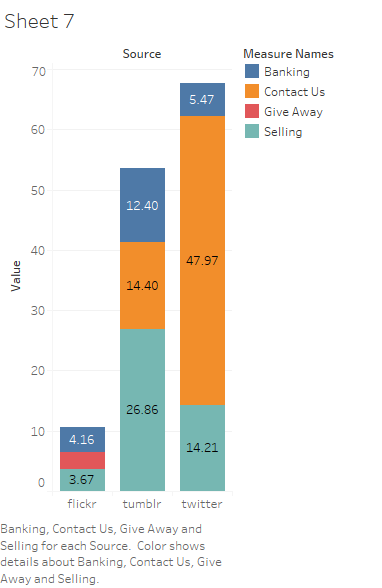 Sheet 7
Source
Measure Names
Banking
Contact Us
Give Away
Selling
Value
70
60
50
40
30
20
10
0
4.16
3.67
12.40
14.40
26.86
5.47
47.97
14.21
flickr
tumblr
twitter
Banking, Contact Us, Give Away and
Selling for each Source.  Color shows
details about Banking, Contact Us, Give
Away and Selling.